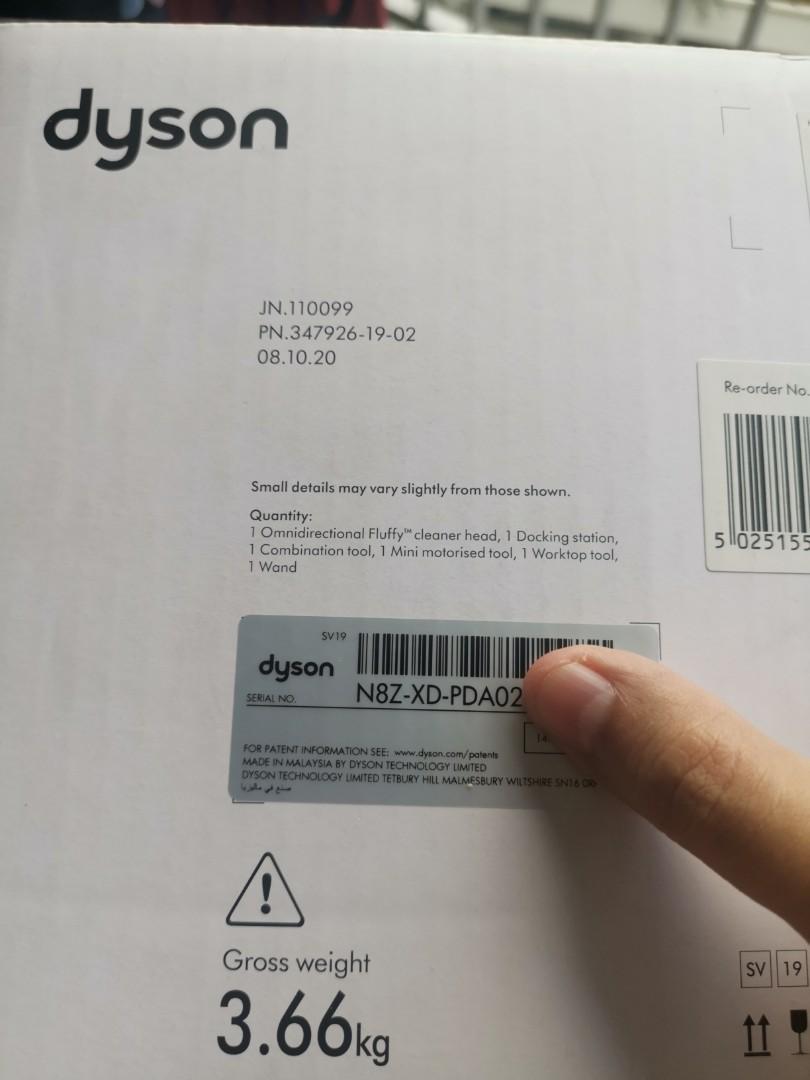 dyson
JN.110099
PN.347926-19-02
08.10.20
Re-order No.
5 025155
Small details may vary slightly from those shown.
Quantity:
1 Omnidirectional Fluffy™ cleaner head, 1 Docking station,
1 Combination tool, 1 Mini motorised tool, 1 Worktop tool,
1 Wand
SV19
dyson
SERIAL NO. N8Z-XD-PDA02
14
FOR PATENT INFORMATION SEE: www.dyson.com/patents
MADE IN MALAYSIA BY DYSON TECHNOLOGY LIMITED
DYSON TECHNOLOGY LIMITED TETBURY HILL MALMESBURY WILTSHIRE SN16
صنع في ماليزيا
Gross weight
3.66kg
SV 19